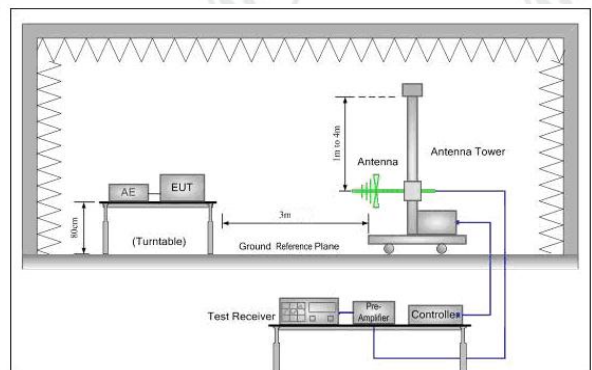 1m to 4m
Antenna
Antenna Tower
AE
EUT
80cm
(Turntable)
3m
Ground Reference Plane
Test Receiver
Pre-
Amplifier
Controller